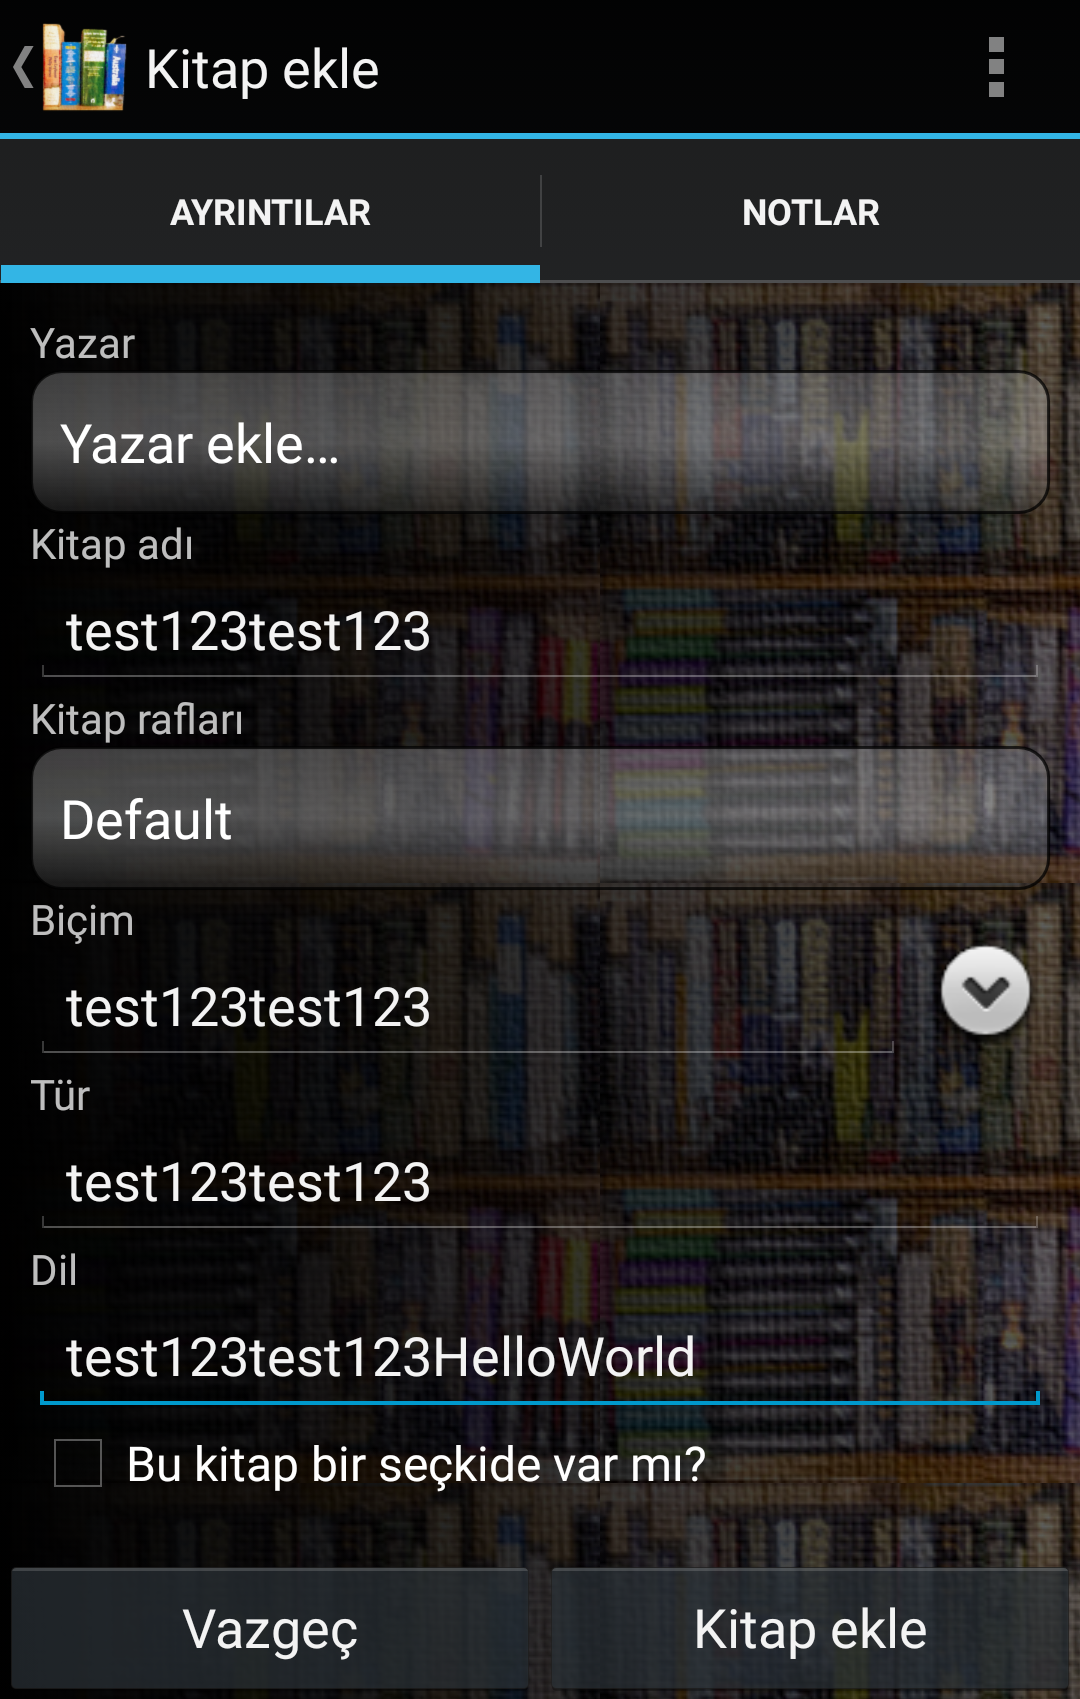 Kitap ekle
AYRINTILAR
NOTLAR
Yazar
Yazar ekle...
Kitap adı
test123test123
Kitap rafları
Default
Biçim
test123test123
Tür
test123test123
Dil
test123test123HelloWorld
Bu kitap bir seçkide var mı?
Vazgeç
Kitap ekle